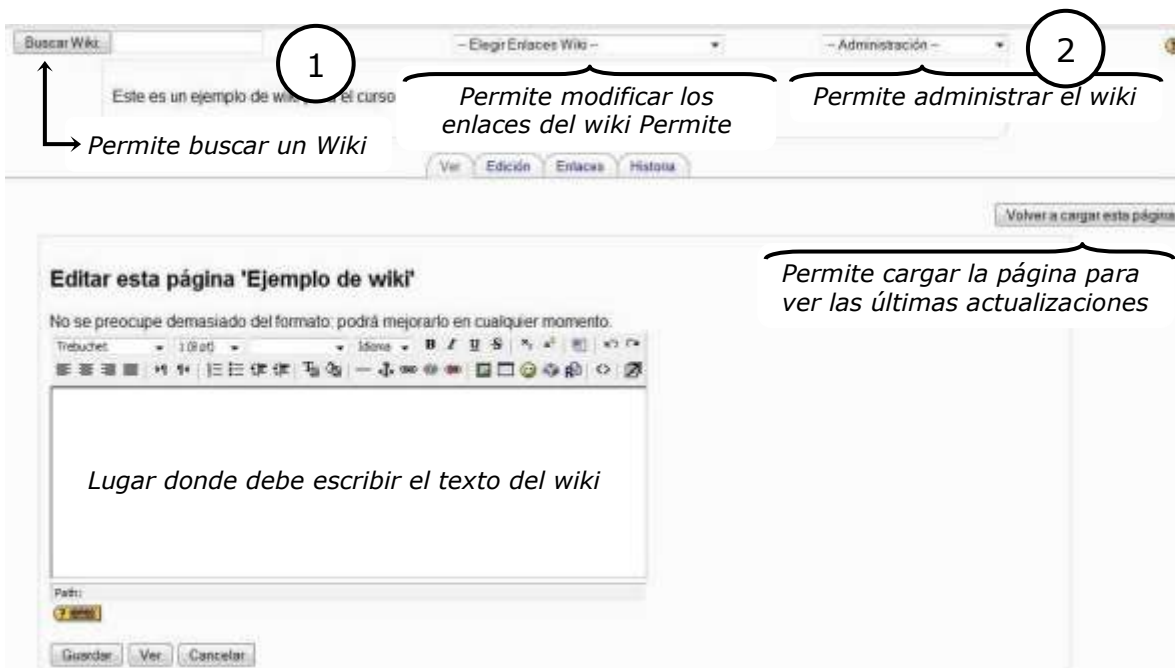 Buscar Wiki:
1
-- Elegir Enlaces Wiki --
-- Administración --
2
Este es un ejemplo de wiki para el curso
Permite modificar los
enlaces del wiki Permite
Permite administrar el wiki
Permite buscar un Wiki
Ver Edición Enlaces Historia
Volver a cargar esta página
Permite cargar la página para
ver las últimas actualizaciones
Editar esta página 'Ejemplo de wiki'
No se preocupe demasiado del formato: podrá mejorarlo en cualquier momento.
Trebuchet 1 (8 pt) Idioma B I U S
Lugar donde debe escribir el texto del wiki
Path:
Guardar Ver Cancelar